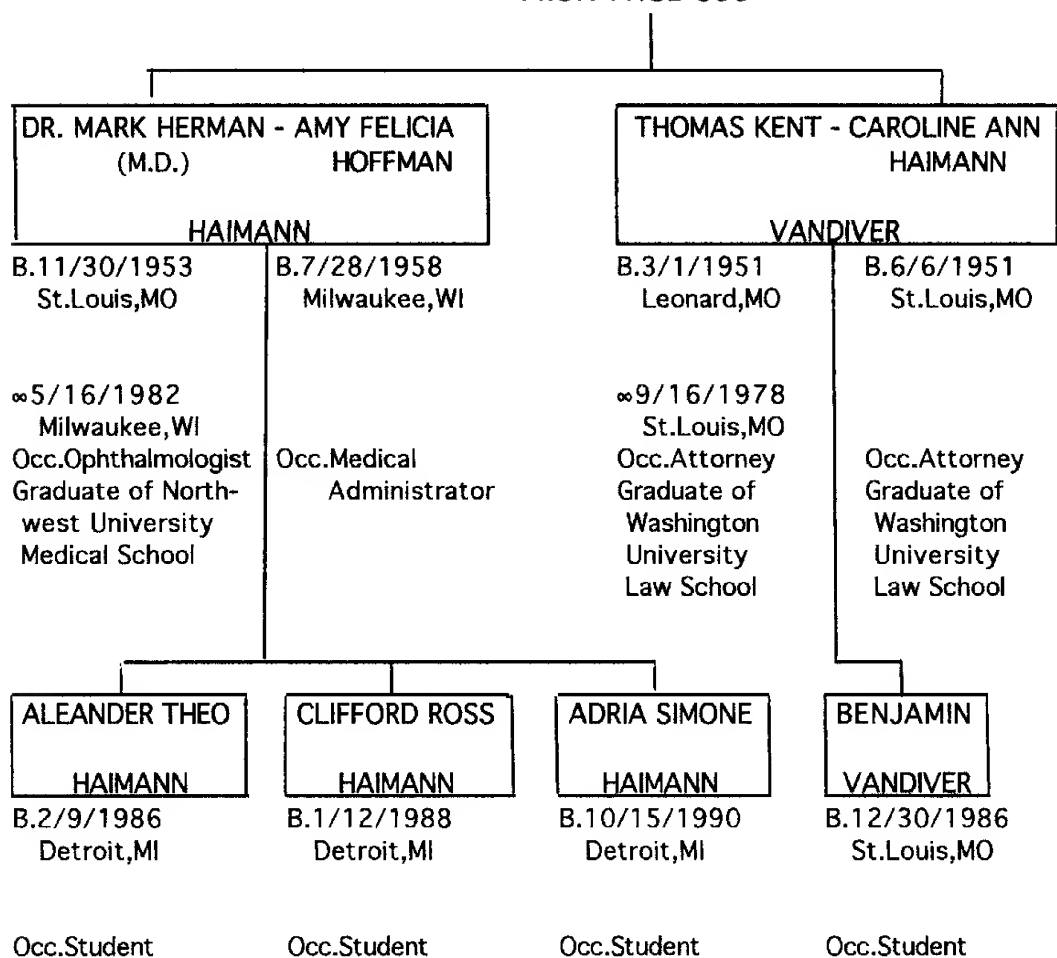 DR. MARK HERMAN - AMY FELICIA
(M.D.) HOFFMAN
HAIMANN
B.11/30/1953 B.7/28/1958
St.Louis,MO Milwaukee,WI
∞5/16/1982
Milwaukee,WI
Occ.Ophthalmologist Occ.Medical
Graduate of North- Administrator
west University
Medical School
THOMAS KENT - CAROLINE ANN
HAIMANN
VANDIVER
B.3/1/1951 B.6/6/1951
Leonard,MO St.Louis,MO
∞9/16/1978
St.Louis,MO
Occ.Attorney Occ.Attorney
Graduate of Graduate of
Washington Washington
University University
Law School Law School
ALEANDER THEO
HAIMANN
B.2/9/1986
Detroit,MI
Occ.Student
CLIFFORD ROSS
HAIMANN
B.1/12/1988
Detroit,MI
Occ.Student
ADRIA SIMONE
HAIMANN
B.10/15/1990
Detroit,MI
Occ.Student
BENJAMIN
VANDIVER
B.12/30/1986
St.Louis,MO
Occ.Student